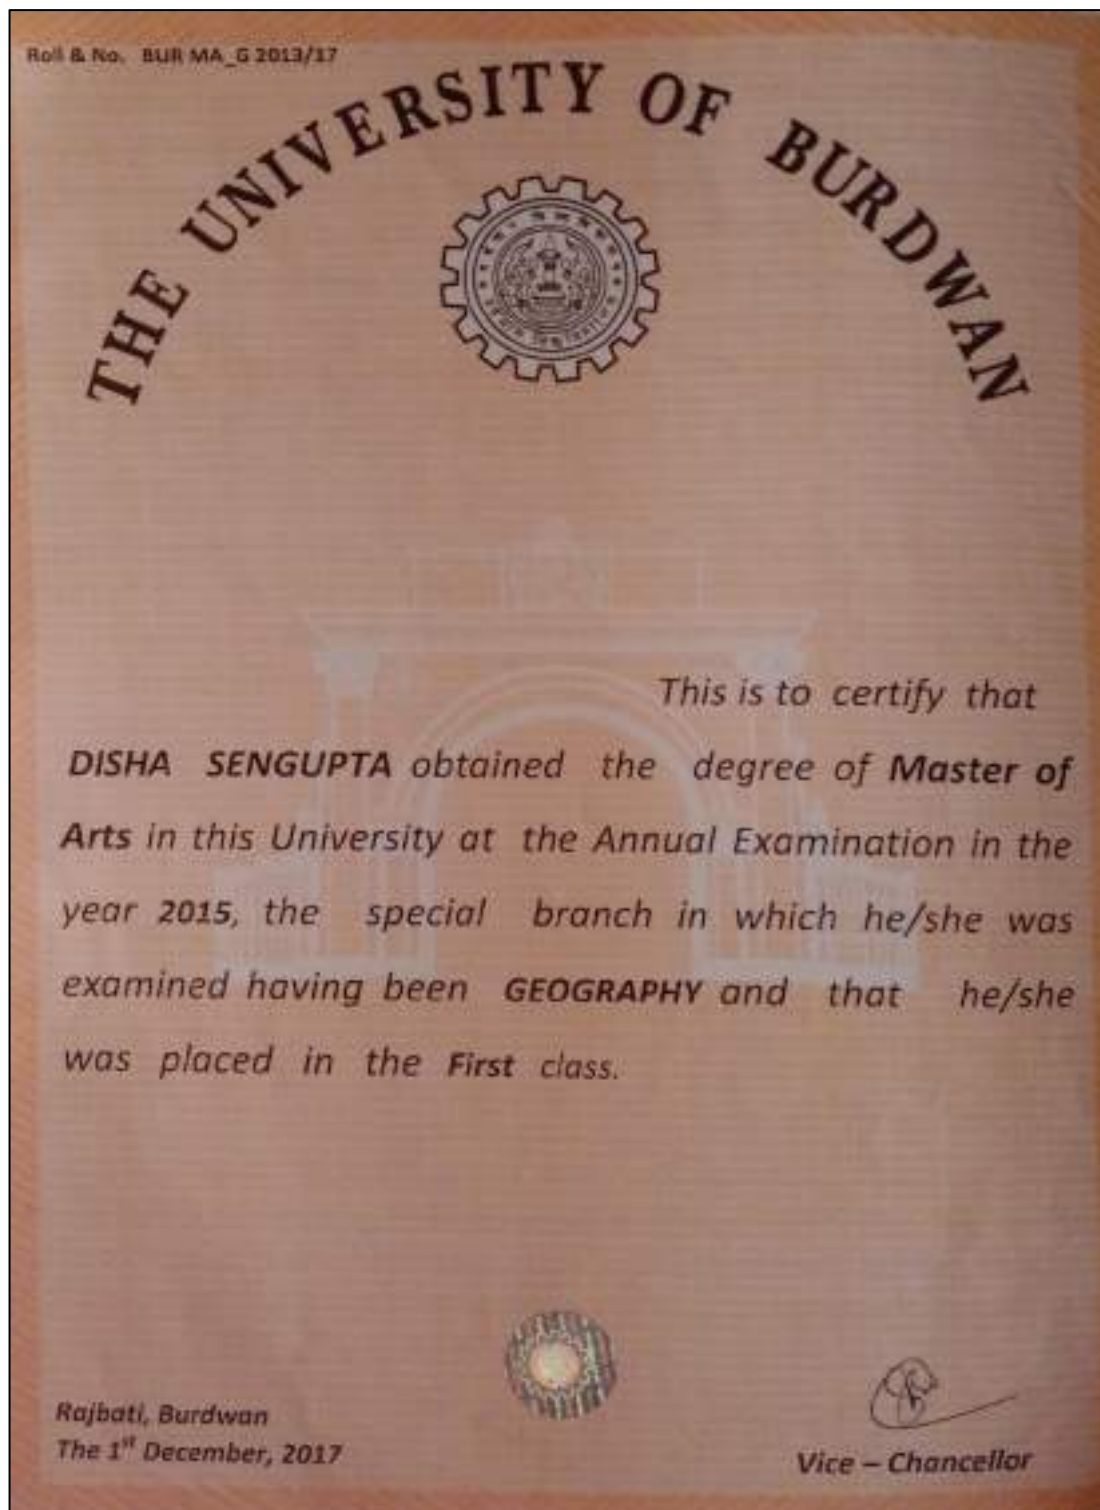 Roll & No. BUR MA_G 2013/17
THE UNIVERSITY OF BURDWAN
This is to certify that
DISHA SENGUPTA obtained the degree of Master of
Arts in this University at the Annual Examination in the
year 2015, the special branch in which he/she was
examined having been GEOGRAPHY and that he/she
was placed in the First class.
Rajbati, Burdwan
The 1st December, 2017
Vice – Chancellor